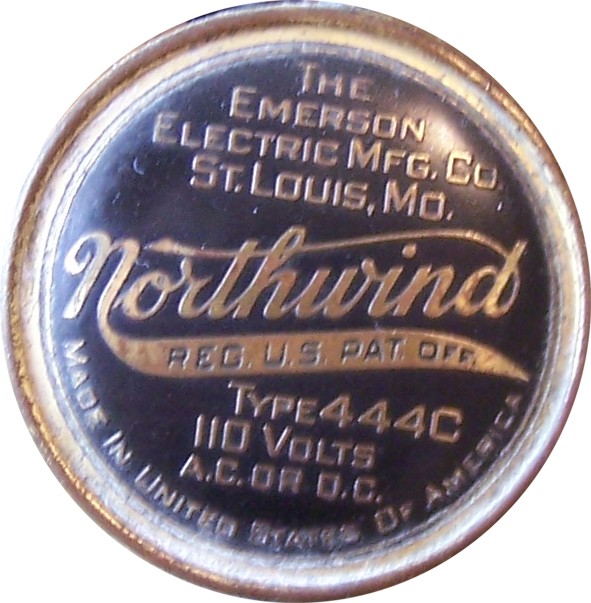 THE
EMERSON
ELECTRIC MFG. CO.
ST. LOUIS, MO.
Northwind
REG. U.S. PAT. OFF.
TYPE 444C
110 VOLTS
A.C. OR D.C.
MADE IN UNITED STATES OF AMERICA